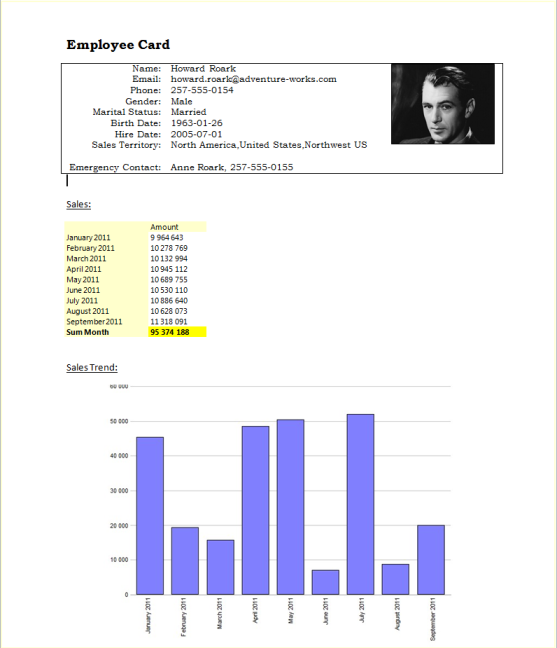 Employee Card
Name: Howard Roark
Email: howard.roark@adventure-works.com
Phone: 257-555-0154
Gender: Male
Marital Status: Married
Birth Date: 1963-01-26
Hire Date: 2005-07-01
Sales Territory: North America,United States,Northwest US
Emergency Contact: Anne Roark, 257-555-0155
Sales:
Amount
January 2011 9 964 643
February 2011 10 278 769
March 2011 10 132 994
April 2011 10 945 112
May 2011 10 689 755
June 2011 10 530 110
July 2011 10 886 640
August 2011 10 628 073
September 2011 11 318 091
Sum Month 95 374 188
Sales Trend:
60 000
50 000
40 000
30 000
20 000
10 000
0
January 2011
February 2011
March 2011
April 2011
May 2011
June 2011
July 2011
August 2011
September 2011